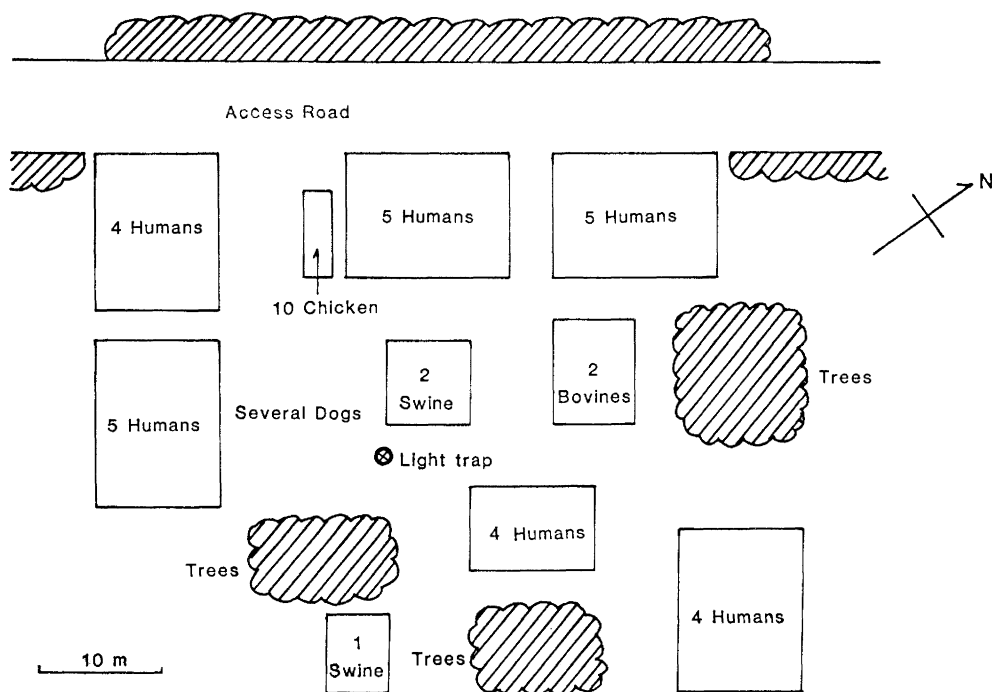 Access Road
N
4 Humans
5 Humans
5 Humans
10 Chicken
5 Humans
Several Dogs
2
Swine
2
Bovines
Trees
Light trap
4 Humans
Trees
4 Humans
1
Swine
Trees
10 m